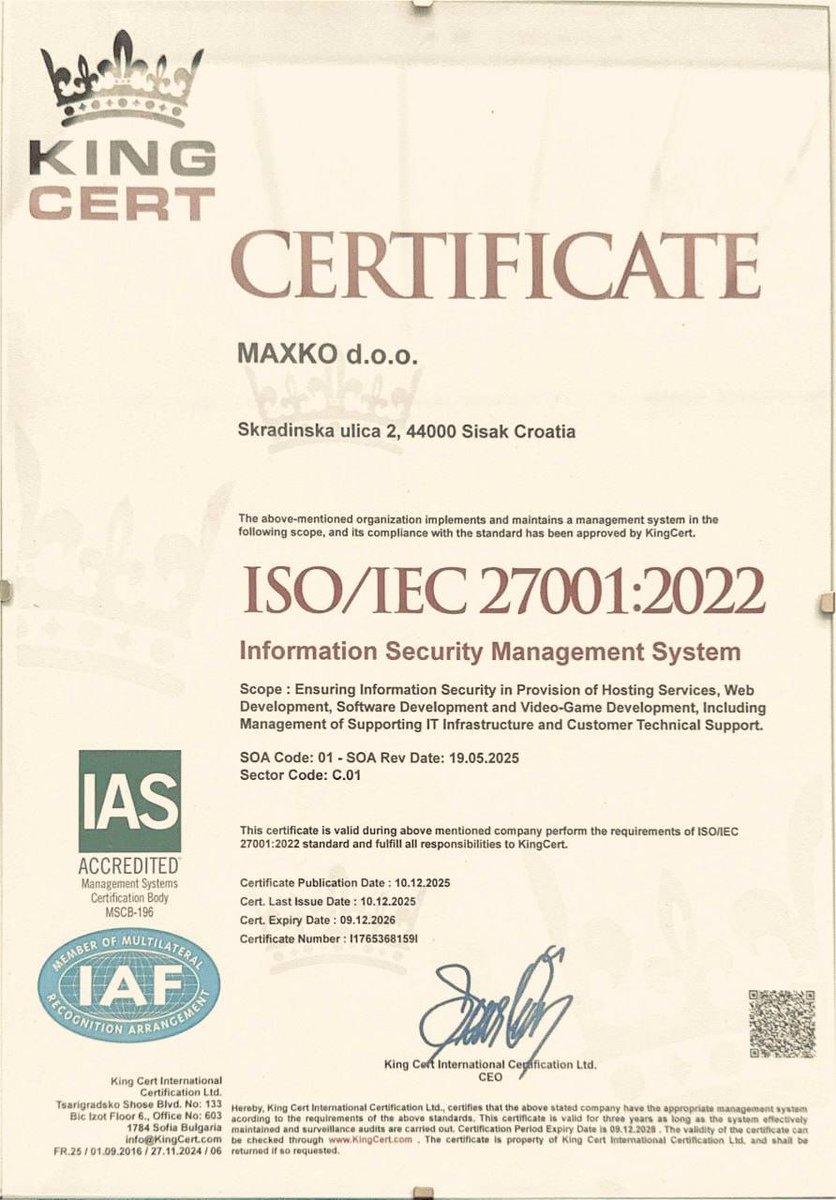 KING
CERT
CERTIFICATE
MAXKO d.o.o.
Skradinska ulica 2, 44000 Sisak Croatia
The above-mentioned organization implements and maintains a management system in the
following scope, and its compliance with the standard has been approved by KingCert.
ISO/IEC 27001:2022
Information Security Management System
Scope : Ensuring Information Security in Provision of Hosting Services, Web
Development, Software Development and Video-Game Development, Including
Management of Supporting IT Infrastructure and Customer Technical Support.
SOA Code: 01 - SOA Rev Date: 19.05.2025
Sector Code: C.01
IAS
ACCREDITED
Management Systems
Certification Body
MSCB-196
This certificate is valid during above mentioned company perform the requirements of ISO/IEC
27001:2022 standard and fulfill all responsibilities to KingCert.
Certificate Publication Date : 10.12.2025
Cert. Last Issue Date : 10.12.2025
Cert. Expiry Date : 09.12.2026
Certificate Number : I1765368159I
MEMBER OF MULTILATERAL
IAF
RECOGNITION ARRANGEMENT
King Cert International Certification Ltd.
CEO
King Cert International
Certification Ltd.
Tsarigradsko Shose Blvd. No: 133
Bic Izot Floor 6., Office No: 603
1784 Sofia Bulgaria
info@KingCert.com
FR.25 / 01.09.2016 / 27.11.2024 / 06
Hereby, King Cert International Certification Ltd., certifies that the above stated company have the appropriate management system
acording to the requirements of the above standards. This certificate is valid for three years as long as the system effectively
maintained and surveillance audits are carried out. Certification Period Expiry Date is 09.12.2028 . The validity of the certificate can
be checked through www.KingCert.com . The certificate is property of King Cert International Certification Ltd. and shall be
returned if so requested.